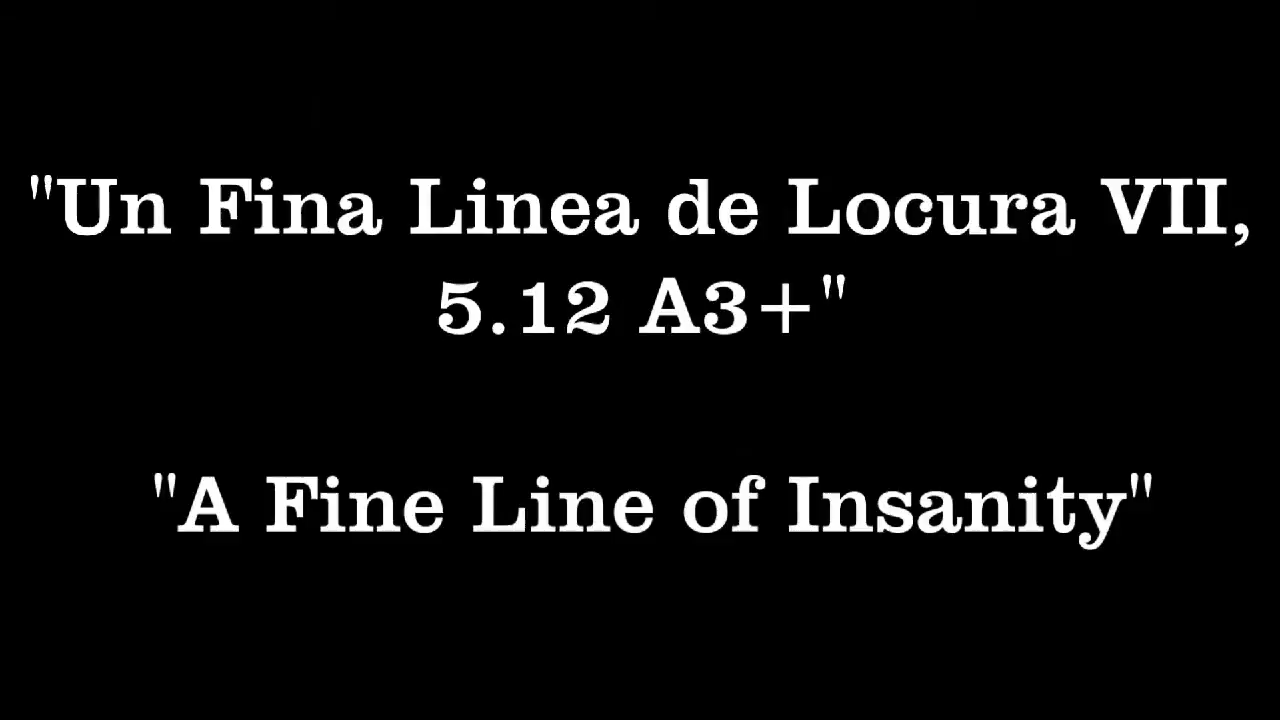 "Un Fina Linea de Locura VII,
5.12 A3+"
"A Fine Line of Insanity"